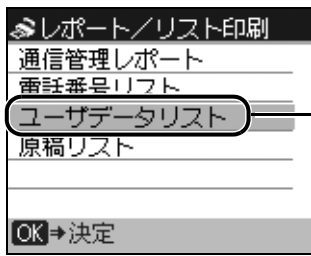 レポート／リスト印刷
通信管理レポート
電話番号リスト
ユーザデータリスト
原稿リスト
OK➔決定